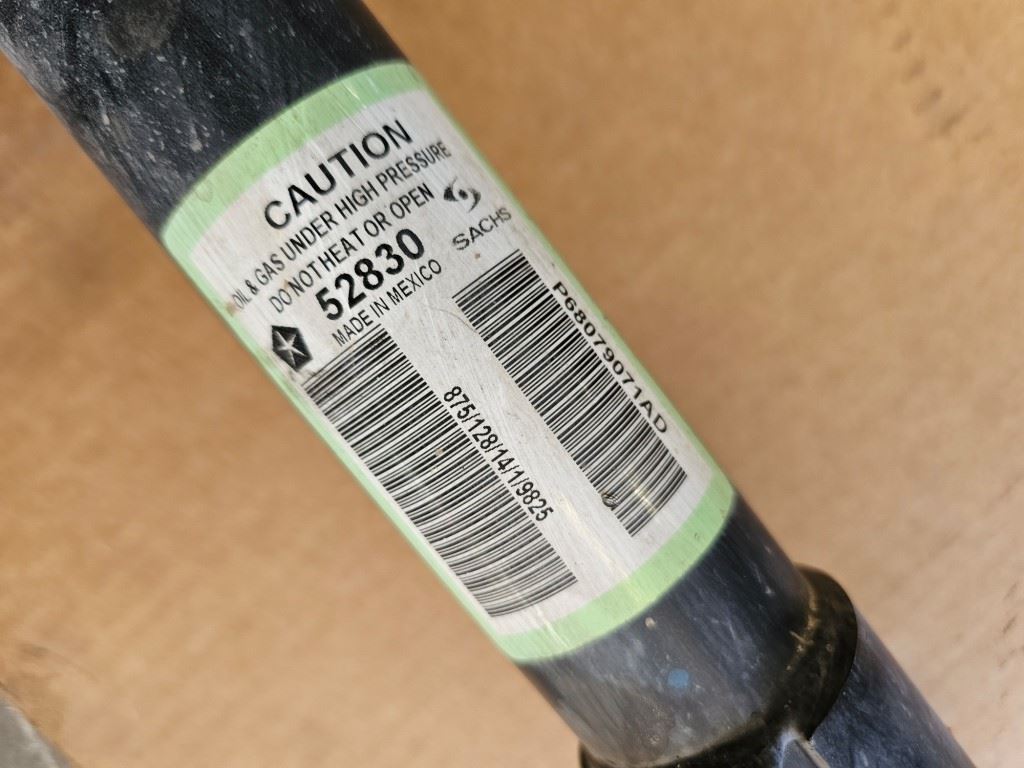 CAUTION
OIL & GAS UNDER HIGH PRESSURE
DO NOT HEAT OR OPEN
52830
MADE IN MEXICO
SACHS
P68079071AD
875/128/14/1/9825